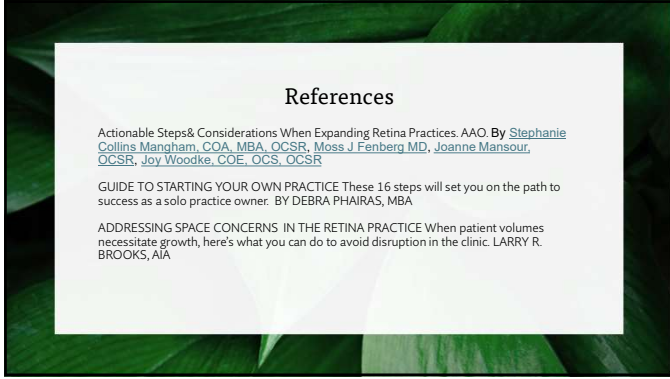 References
Actionable Steps& Considerations When Expanding Retina Practices. AAO. By Stephanie
Collins Mangham, COA, MBA, OCSR, Moss J Fenberg MD, Joanne Mansour,
OCSR, Joy Woodke, COE, OCS, OCSR
GUIDE TO STARTING YOUR OWN PRACTICE These 16 steps will set you on the path to
success as a solo practice owner. BY DEBRA PHAIRAS, MBA
ADDRESSING SPACE CONCERNS IN THE RETINA PRACTICE When patient volumes
necessitate growth, here's what you can do to avoid disruption in the clinic. LARRY R.
BROOKS, AIA